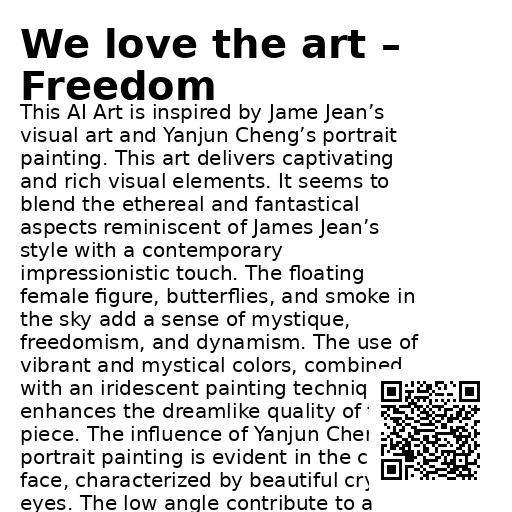 We love the art –
Freedom
This AI Art is inspired by Jame Jean’s
visual art and Yanjun Cheng’s portrait
painting. This art delivers captivating
and rich visual elements. It seems to
blend the ethereal and fantastical
aspects reminiscent of James Jean’s
style with a contemporary
impressionistic touch. The floating
female figure, butterflies, and smoke in
the sky add a sense of mystique,
freedomism, and dynamism. The use of
vibrant and mystical colors, combined
with an iridescent painting
enhances the dreamlike quality of
piece. The influence of Yanjun
portrait painting is evident in the
face, characterized by beautiful
eyes. The low angle contribute to a